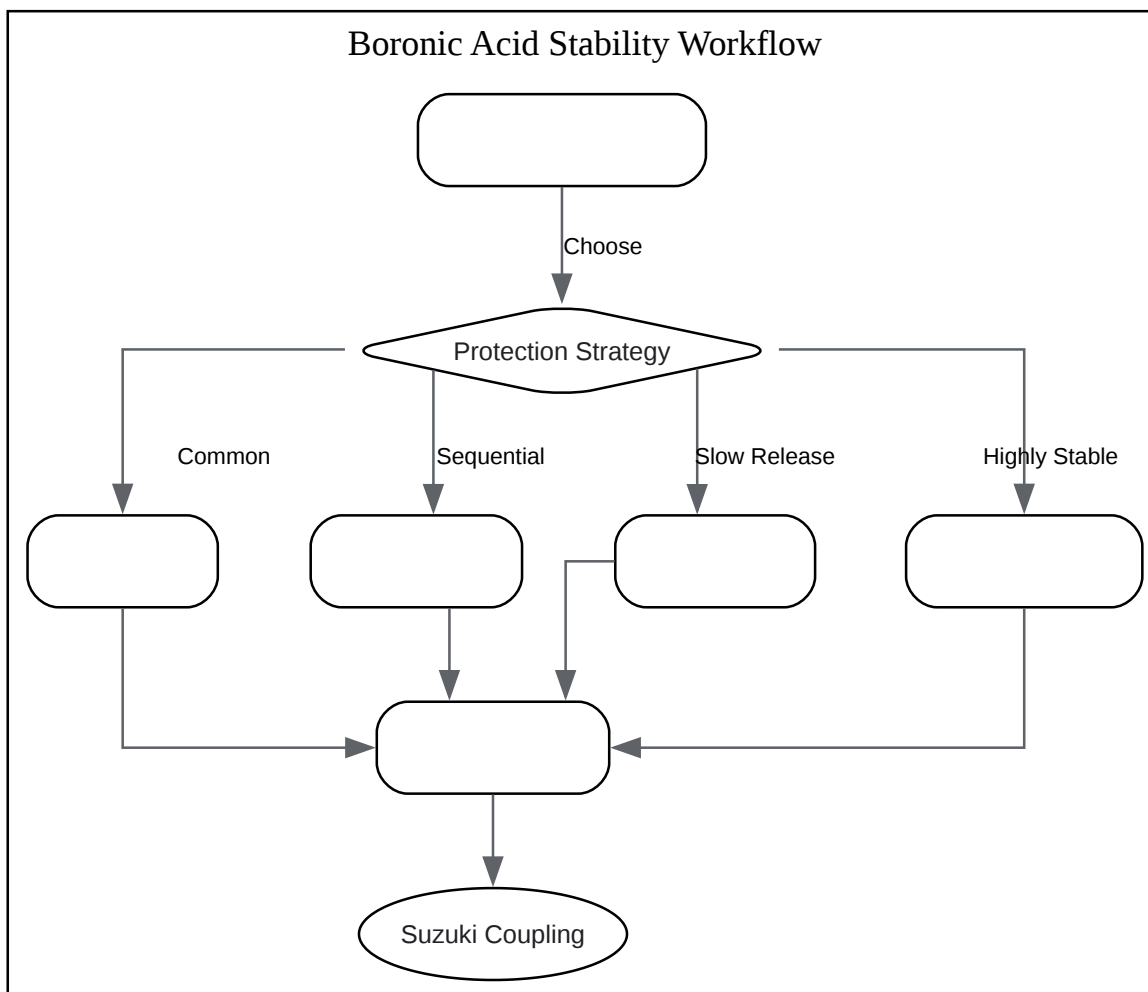 Boronic Acid Stability Workflow
Choose
Protection Strategy
Common
Sequential
Slow Release
Highly Stable
Suzuki Coupling